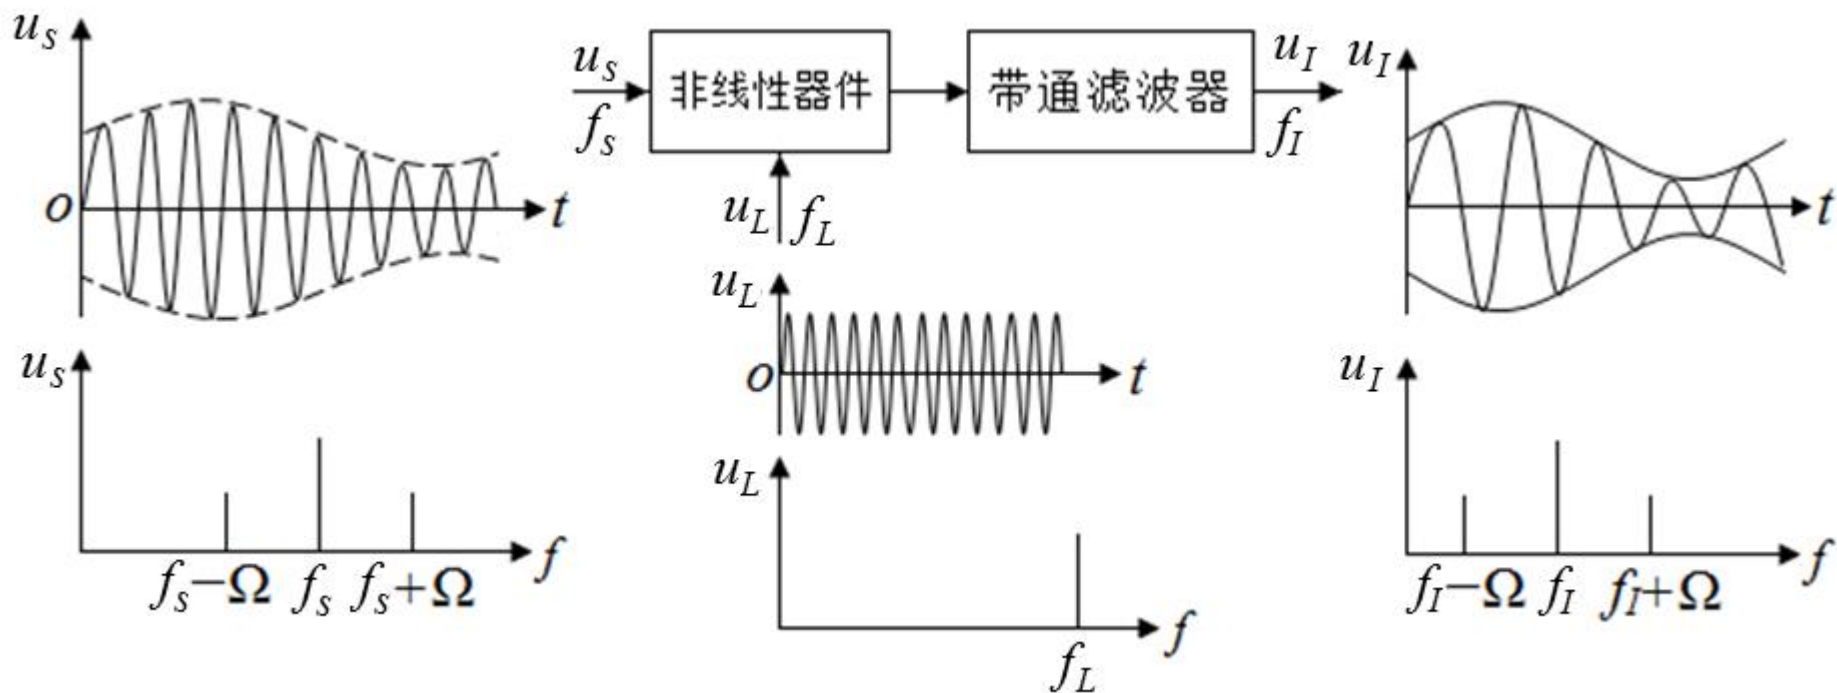 u_S
O
t
u_S
f_S
非线性器件
带通滤波器
u_I
f_I
u_L
f_L
u_I
t
u_L
O
t
u_S
f_S−Ω
f_S
f_S+Ω
f
u_L
f_L
f
u_I
f_I−Ω
f_I
f_I+Ω
f